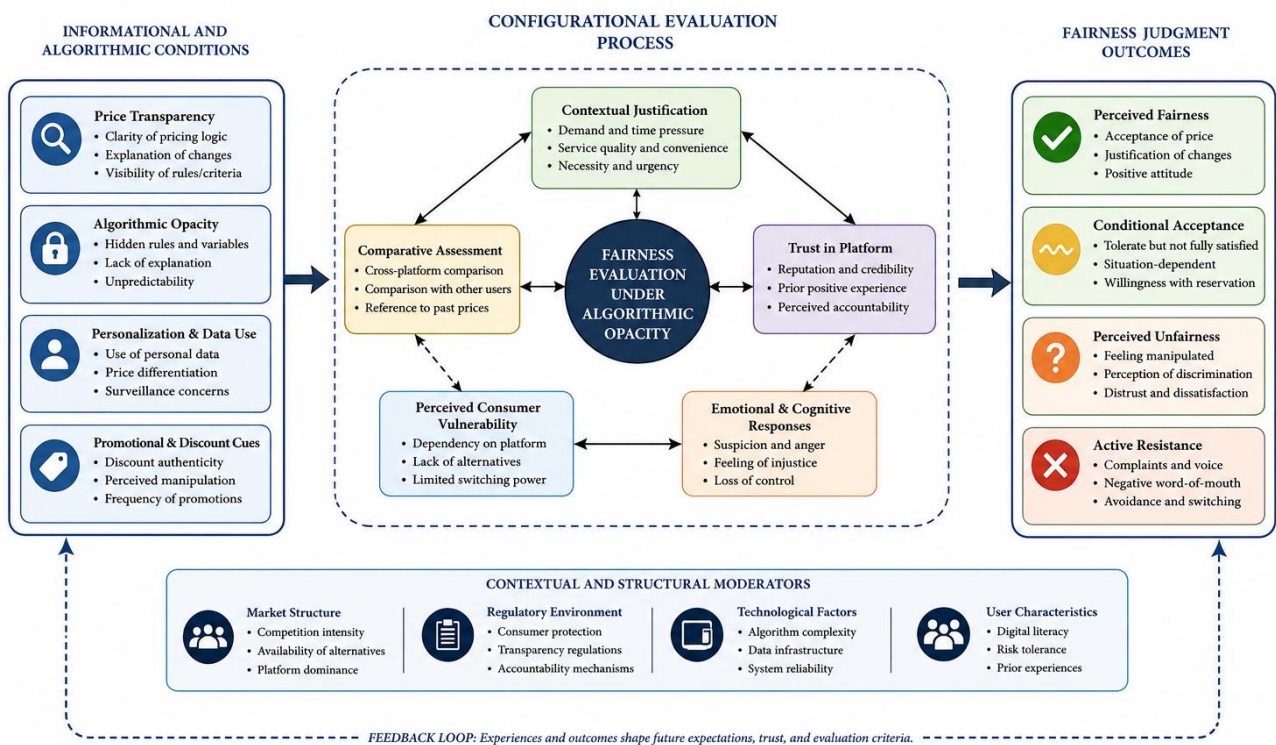 INFORMATIONAL AND
ALGORITHMIC CONDITIONS
Price Transparency
• Clarity of pricing logic
• Explanation of changes
• Visibility of rules/criteria
Algorithmic Opacity
• Hidden rules and variables
• Lack of explanation
• Unpredictability
Personalization & Data Use
• Use of personal data
• Price differentiation
• Surveillance concerns
Promotional & Discount Cues
• Discount authenticity
• Perceived manipulation
• Frequency of promotions
CONFIGURATIONAL EVALUATION
PROCESS
Contextual Justification
• Demand and time pressure
• Service quality and convenience
• Necessity and urgency
Comparative Assessment
• Cross-platform comparison
• Comparison with other users
• Reference to past prices
FAIRNESS
EVALUATION
UNDER
ALGORITHMIC
OPACITY
Trust in Platform
• Reputation and credibility
• Prior positive experience
• Perceived accountability
Perceived Consumer
Vulnerability
• Dependency on platform
• Lack of alternatives
• Limited switching power
Emotional & Cognitive
Responses
• Suspicion and anger
• Feeling of injustice
• Loss of control
FAIRNESS JUDGMENT
OUTCOMES
Perceived Fairness
• Acceptance of price
• Justification of changes
• Positive attitude
Conditional Acceptance
• Tolerate but not fully satisfied
• Situation-dependent
• Willingness with reservation
?
Perceived Unfairness
• Feeling manipulated
• Perception of discrimination
• Distrust and dissatisfaction
Active Resistance
• Complaints and voice
• Negative word-of-mouth
• Avoidance and switching
CONTEXTUAL AND STRUCTURAL MODERATORS
Market Structure
• Competition intensity
• Availability of alternatives
• Platform dominance
Regulatory Environment
• Consumer protection
• Transparency regulations
• Accountability mechanisms
Technological Factors
• Algorithm complexity
• Data infrastructure
• System reliability
User Characteristics
• Digital literacy
• Risk tolerance
• Prior experiences
FEEDBACK LOOP: Experiences and outcomes shape future expectations, trust, and evaluation criteria.